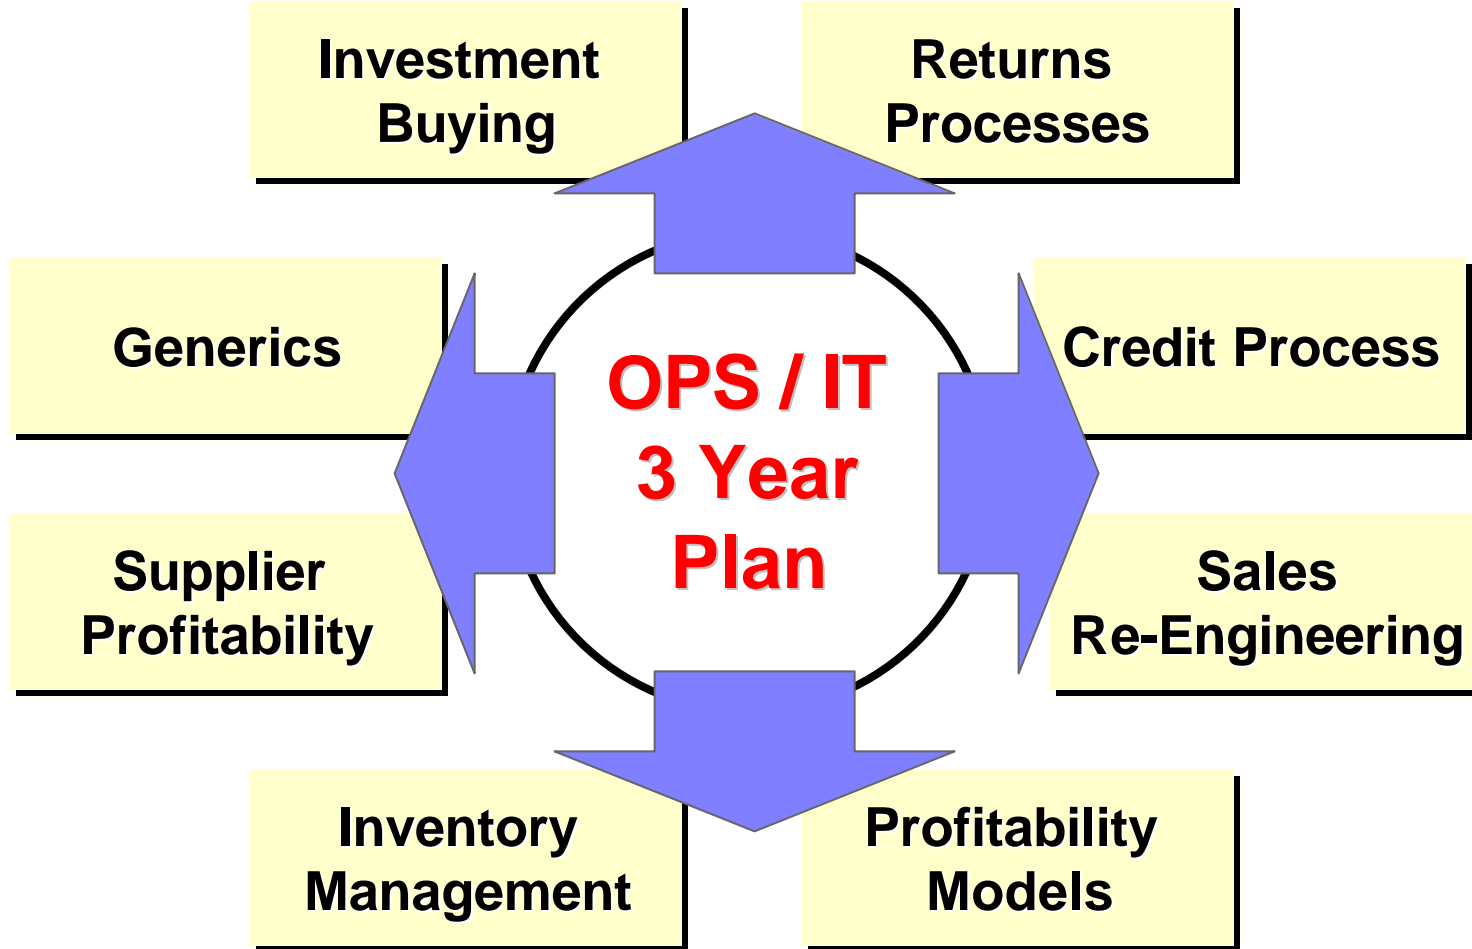 Investment
Buying
Returns
Processes
Generics
Credit Process
OPS / IT
3 Year
Plan
Supplier
Profitability
Sales
Re-Engineering
Inventory
Management
Profitability
Models